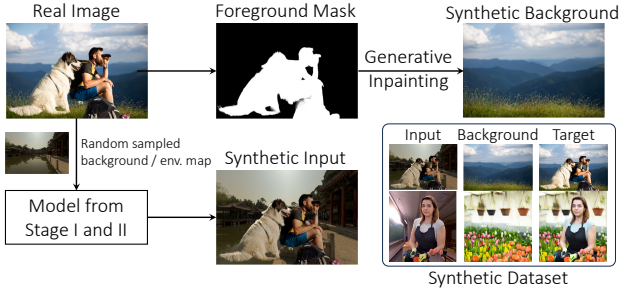 Real Image
Foreground Mask
Synthetic Background
Generative
Inpainting
Random sampled
background / env. map
Synthetic Input
Model from
Stage I and II
Input Background Target
Synthetic Dataset